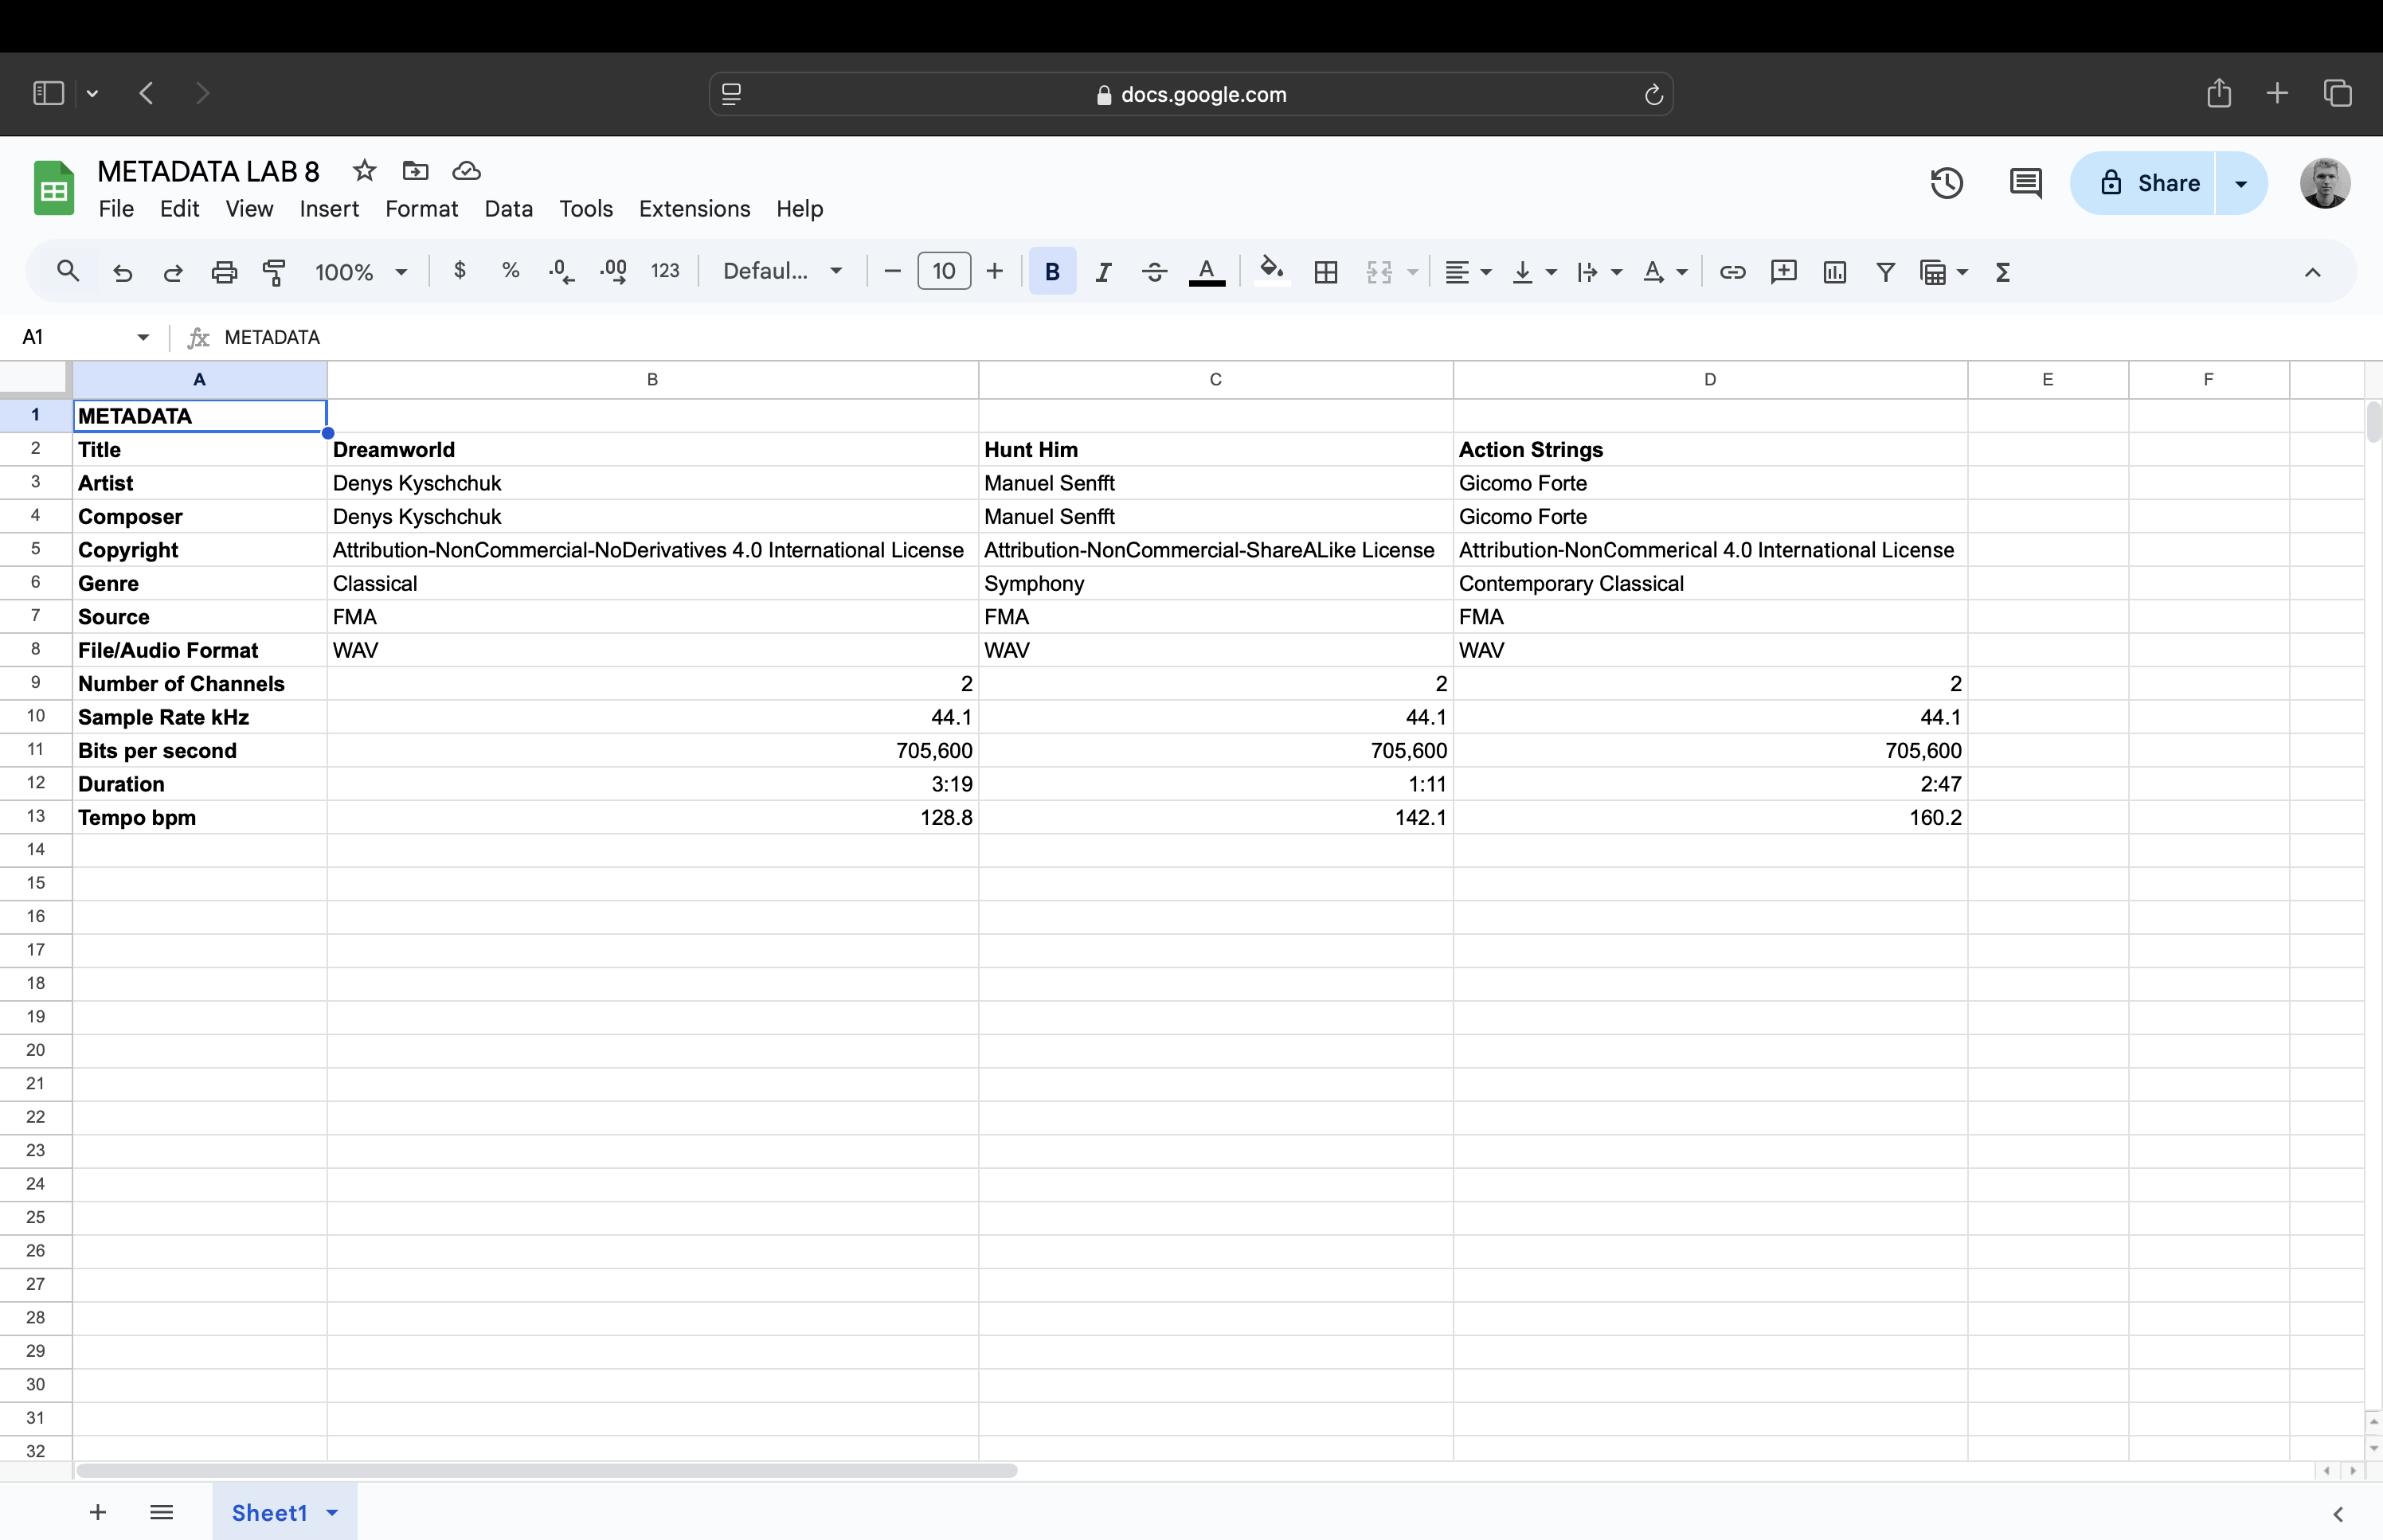 docs.google.com
METADATA LAB 8
File Edit View Insert Format Data Tools Extensions Help
Share
100% $ % .0 .00 123 Defaul... − 10 + B I S A A Σ
A1 fx METADATA
A B C D E F
1 METADATA
2 Title Dreamworld Hunt Him Action Strings
3 Artist Denys Kyschchuk Manuel Senfft Gicomo Forte
4 Composer Denys Kyschchuk Manuel Senfft Gicomo Forte
5 Copyright Attribution-NonCommercial-NoDerivatives 4.0 International License Attribution-NonCommercial-ShareALike License Attribution-NonCommerical 4.0 International License
6 Genre Classical Symphony Contemporary Classical
7 Source FMA FMA FMA
8 File/Audio Format WAV WAV WAV
9 Number of Channels 2 2 2
10 Sample Rate kHz 44.1 44.1 44.1
11 Bits per second 705,600 705,600 705,600
12 Duration 3:19 1:11 2:47
13 Tempo bpm 128.8 142.1 160.2
14
15
16
17
18
19
20
21
22
23
24
25
26
27
28
29
30
31
32
Sheet1